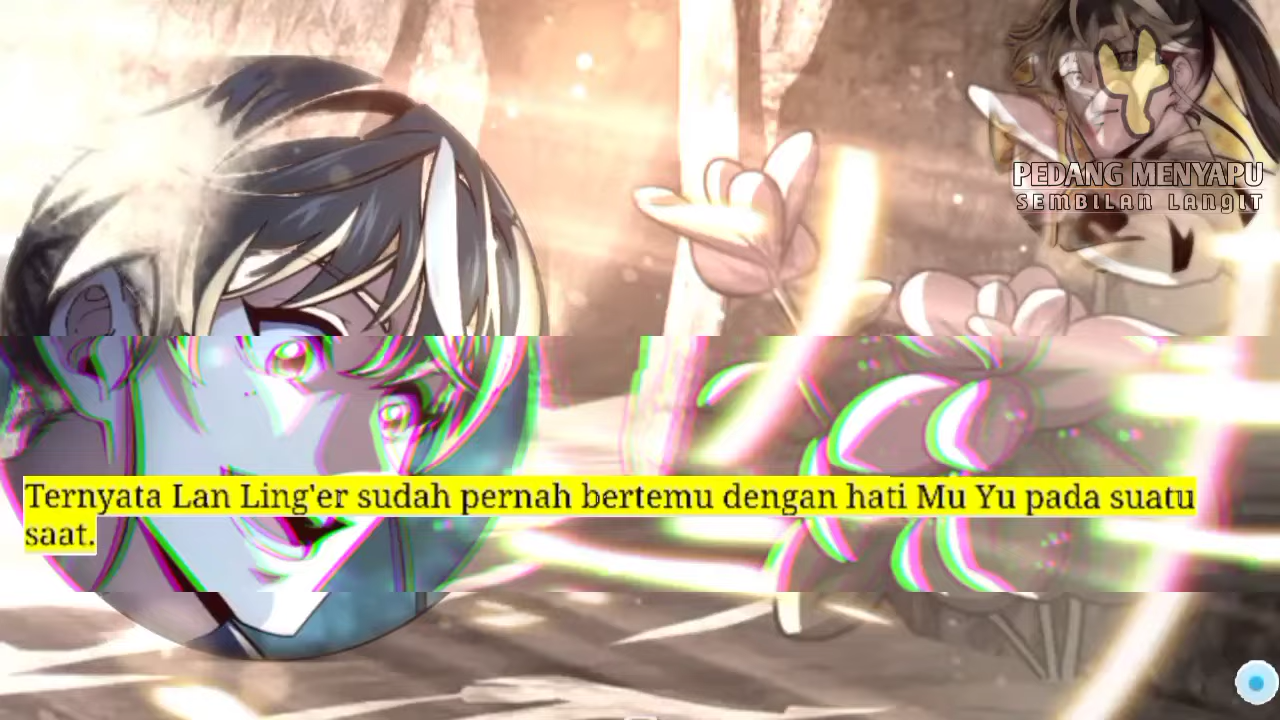 PEDANG MENYAPU
SEMBILAN LANGIT
Ternyata Lan Ling'er sudah pernah bertemu dengan hati Mu Yu pada suatu
saat.